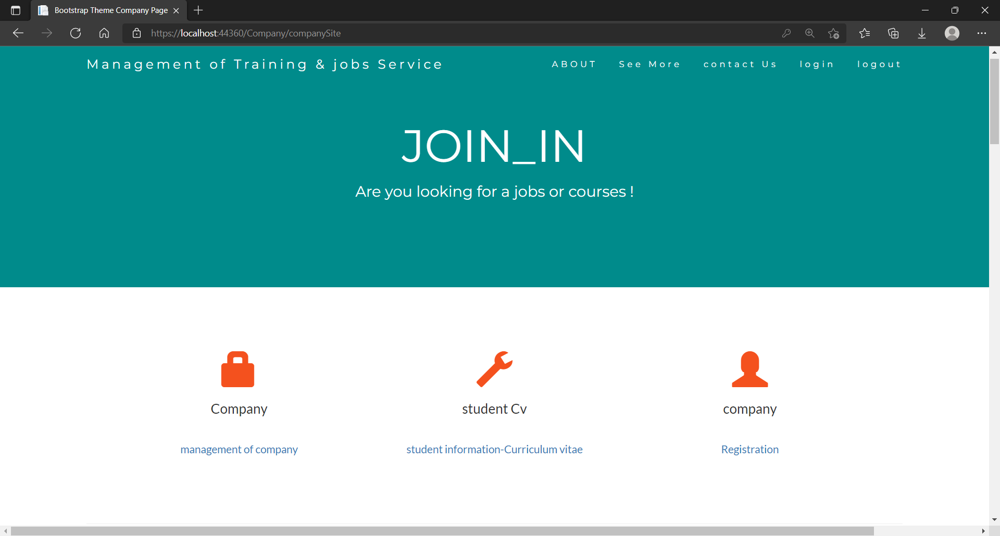 Bootstrap Theme Company Page
https://localhost:44360/Company/companySite
Management of Training & jobs Service
ABOUT See More contact Us login logout
JOIN_IN
Are you looking for a jobs or courses !
Company student Cv company
management of company student information-Curriculum vitae Registration